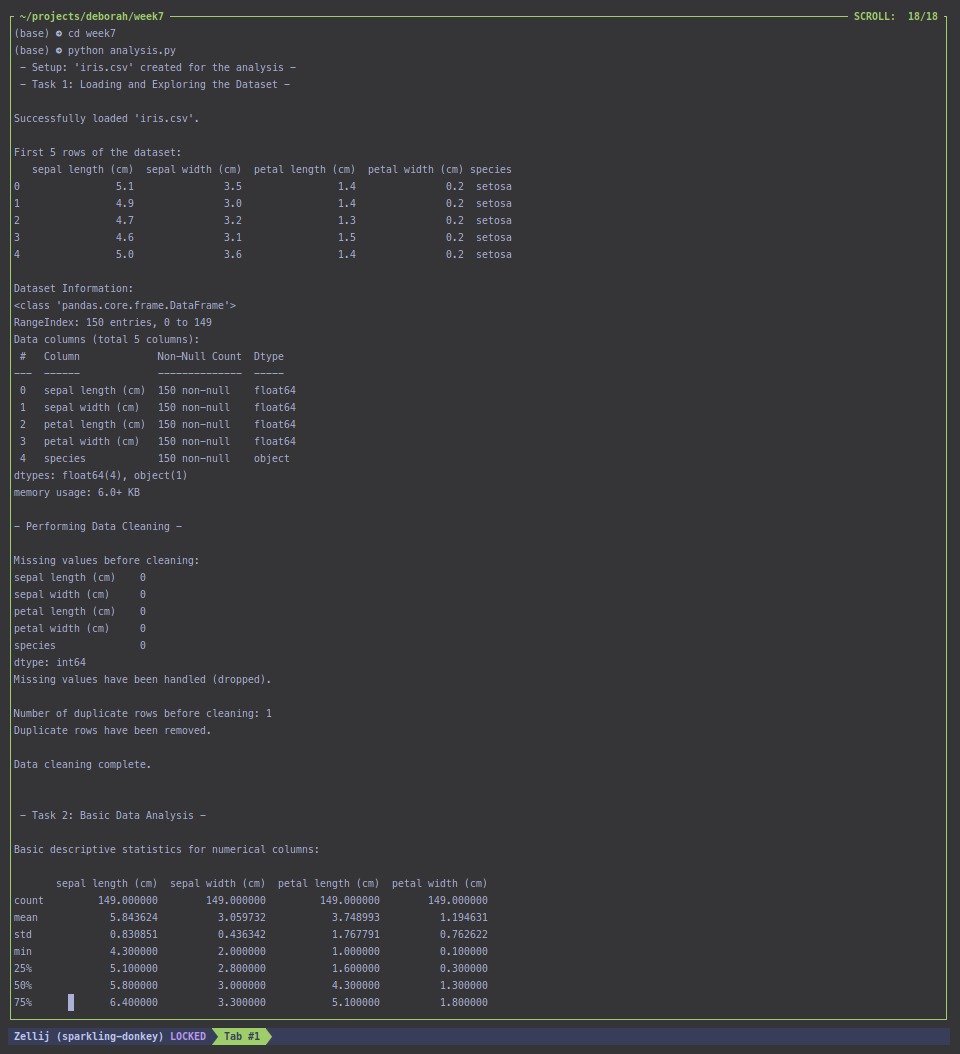 ~/projects/deborah/week7 SCROLL: 18/18
(base) ➜ cd week7
(base) ➜ python analysis.py
 − Setup: 'iris.csv' created for the analysis −
 − Task 1: Loading and Exploring the Dataset −

Successfully loaded 'iris.csv'.

First 5 rows of the dataset:
   sepal length (cm)  sepal width (cm)  petal length (cm)  petal width (cm) species
0                5.1               3.5                1.4               0.2  setosa
1                4.9               3.0                1.4               0.2  setosa
2                4.7               3.2                1.3               0.2  setosa
3                4.6               3.1                1.5               0.2  setosa
4                5.0               3.6                1.4               0.2  setosa

Dataset Information:
<class 'pandas.core.frame.DataFrame'>
RangeIndex: 150 entries, 0 to 149
Data columns (total 5 columns):
 #   Column             Non−Null Count  Dtype
−−−  −−−−−−             −−−−−−−−−−−−−−  −−−−−
 0   sepal length (cm)  150 non−null    float64
 1   sepal width (cm)   150 non−null    float64
 2   petal length (cm)  150 non−null    float64
 3   petal width (cm)   150 non−null    float64
 4   species            150 non−null    object
dtypes: float64(4), object(1)
memory usage: 6.0+ KB

− Performing Data Cleaning −

Missing values before cleaning:
sepal length (cm)    0
sepal width (cm)     0
petal length (cm)    0
petal width (cm)     0
species              0
dtype: int64
Missing values have been handled (dropped).

Number of duplicate rows before cleaning: 1
Duplicate rows have been removed.

Data cleaning complete.


 − Task 2: Basic Data Analysis −

Basic descriptive statistics for numerical columns:

       sepal length (cm)  sepal width (cm)  petal length (cm)  petal width (cm)
count         149.000000        149.000000         149.000000        149.000000
mean            5.843624          3.059732           3.748993          1.194631
std             0.830851          0.436342           1.767791          0.762622
min             4.300000          2.000000           1.000000          0.100000
25%             5.100000          2.800000           1.600000          0.300000
50%             5.800000          3.000000           4.300000          1.300000
75%             6.400000          3.300000           5.100000          1.800000
Zellij (sparkling−donkey) LOCKED Tab #1